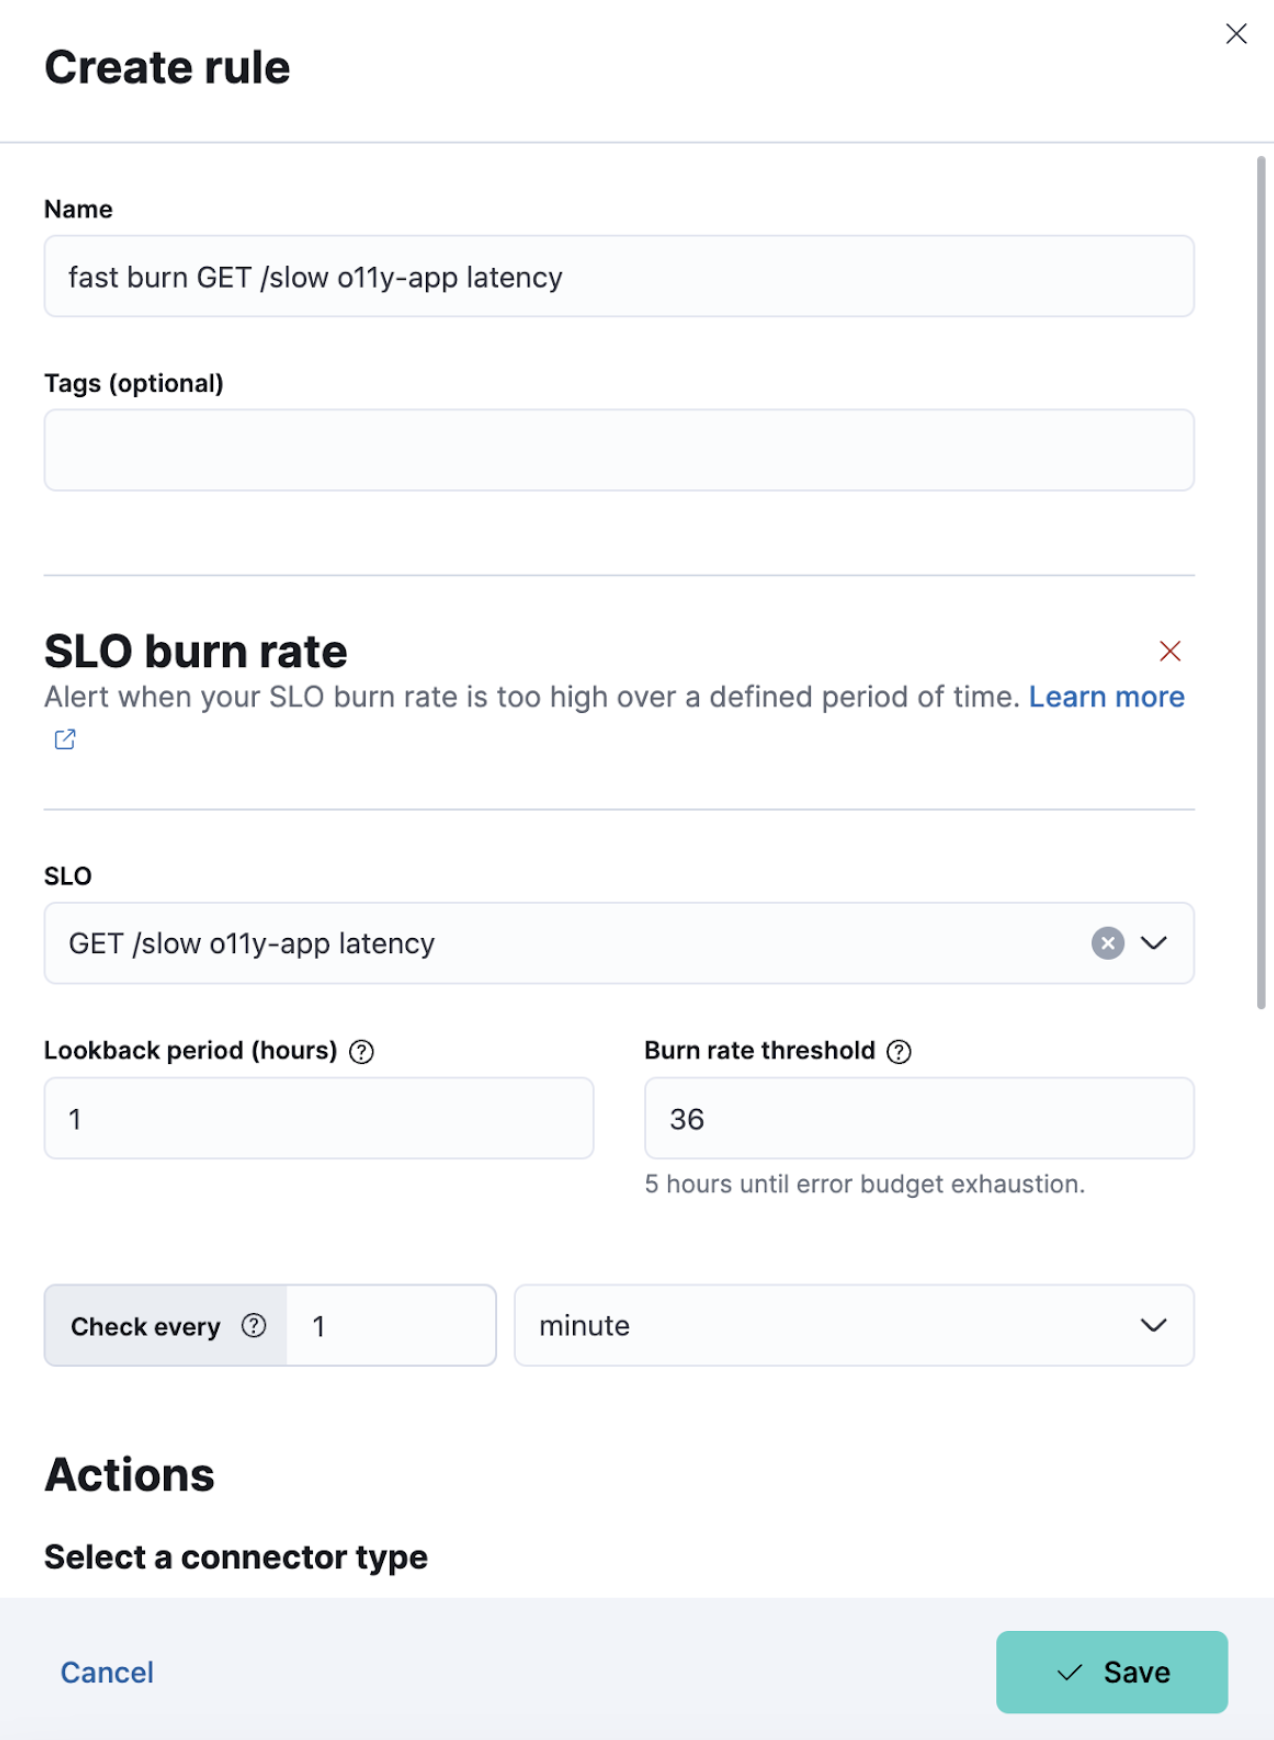 Create rule
Name
fast burn GET /slow o11y-app latency
Tags (optional)
SLO burn rate
Alert when your SLO burn rate is too high over a defined period of time. Learn more
SLO
GET /slow o11y-app latency
Lookback period (hours)
Burn rate threshold
1
36
5 hours until error budget exhaustion.
Check every 1 minute
Actions
Select a connector type
Cancel
Save